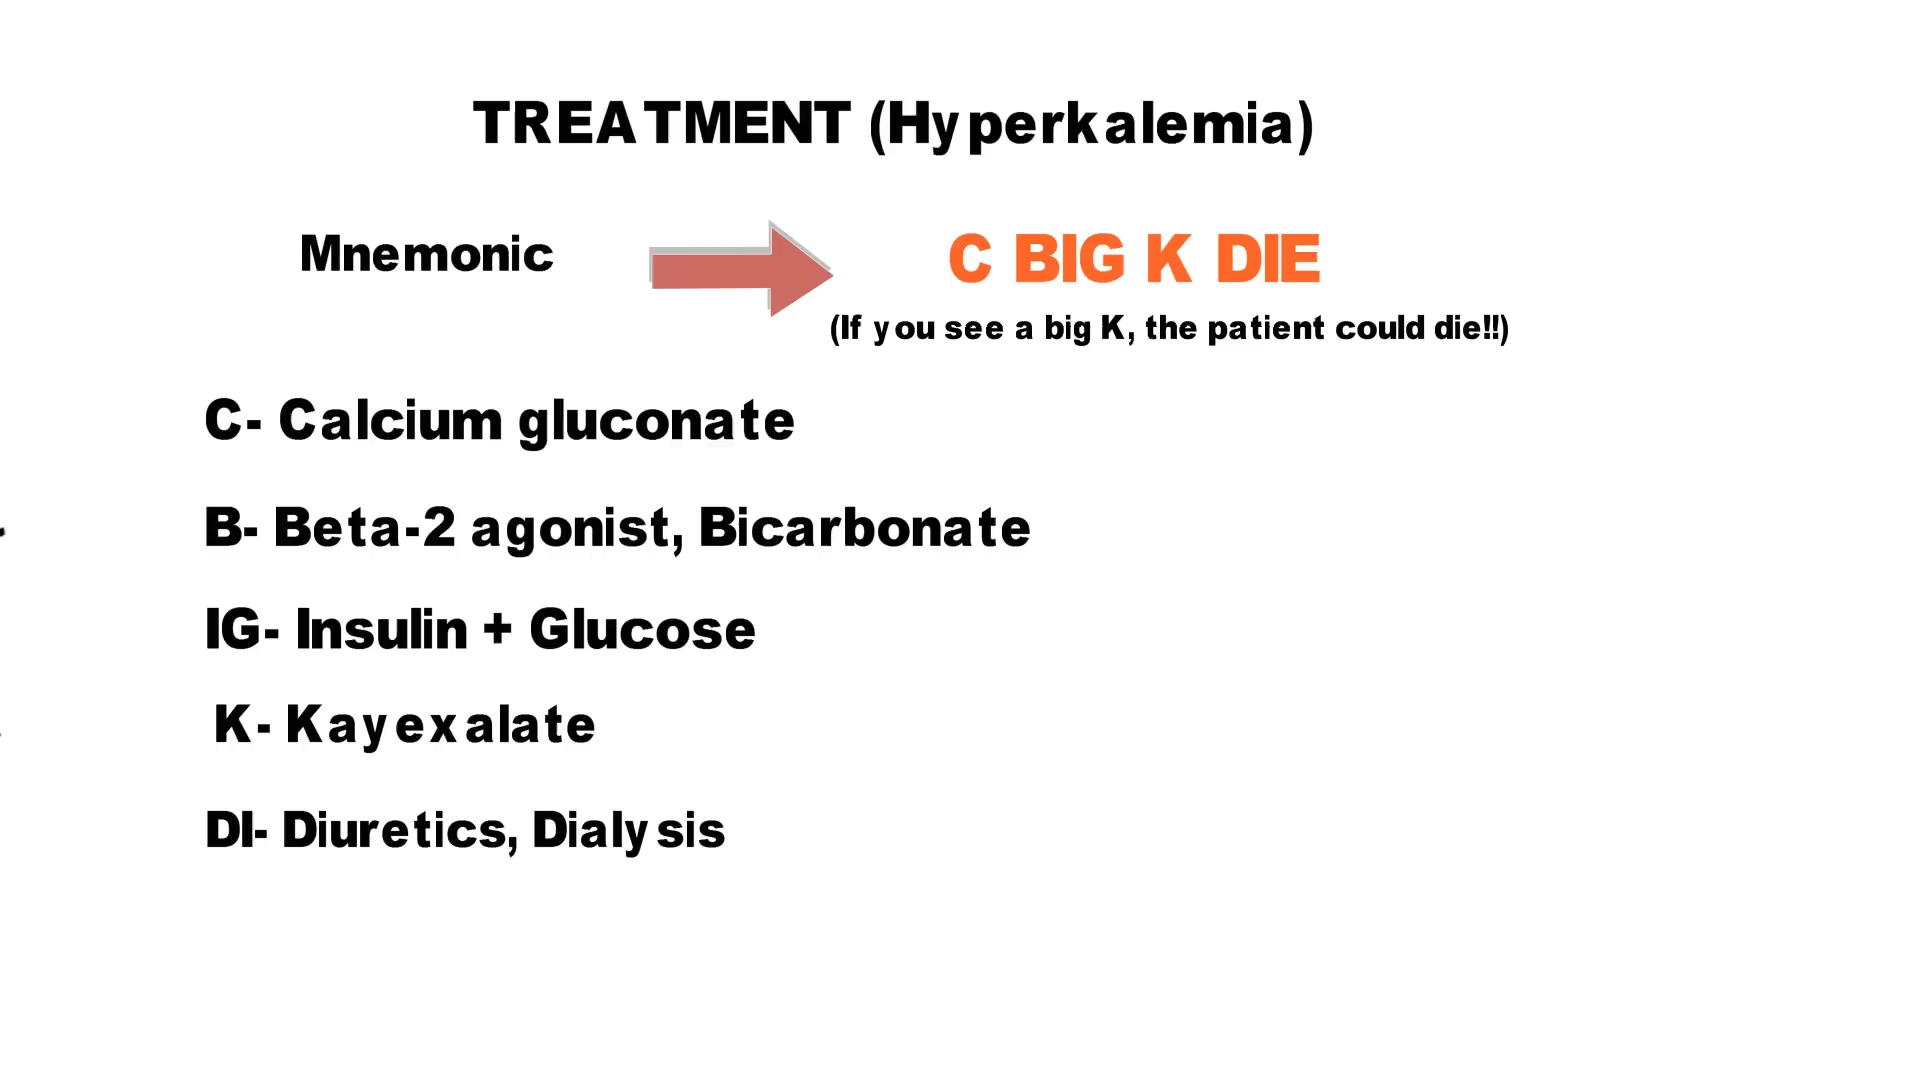 TREATMENT (Hyperkalemia)
Mnemonic
C BIG K DIE
(If you see a big K, the patient could die!!)
C- Calcium gluconate
B- Beta-2 agonist, Bicarbonate
IG- Insulin + Glucose
K- Kayexalate
DI- Diuretics, Dialysis